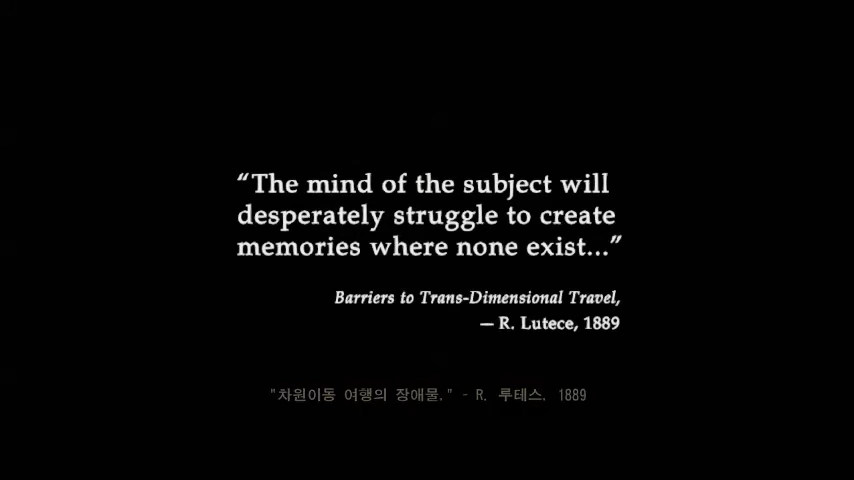 “The mind of the subject will
desperately struggle to create
memories where none exist...”
Barriers to Trans-Dimensional Travel,
— R. Lutece, 1889
"차원이동 여행의 장애물." - R. 루테스. 1889